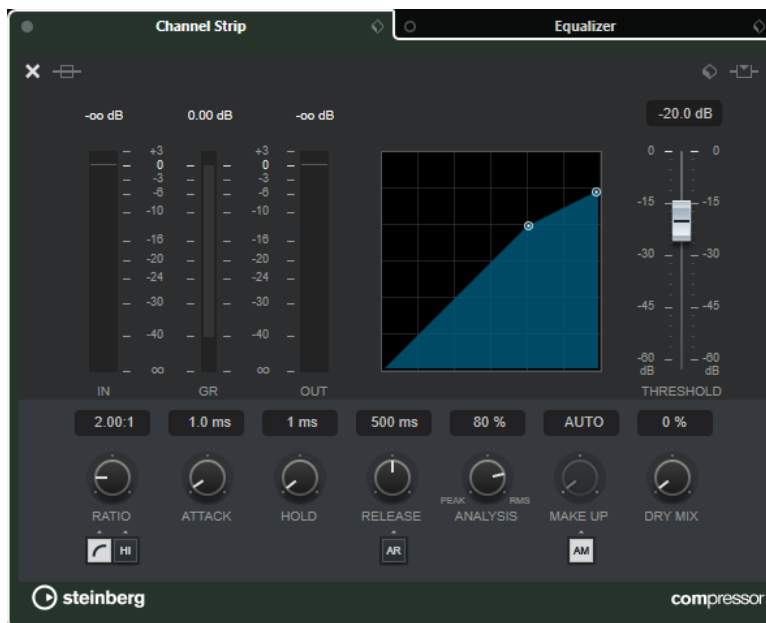 Channel Strip
Equalizer
-oo dB 0.00 dB -oo dB -20.0 dB
+3 +3 0 0
0 0
-3 -3
-6 -6
-10 -10 -15 -15
-16 -16
-20 -20 -30 -30
-24 -24
-30 -30 -45 -45
-40 -40
∞ ∞ -60 -60
dB dB
IN GR OUT THRESHOLD
2.00:1 1.0 ms 1 ms 500 ms 80 % AUTO 0 %
PEAK RMS
RATIO ATTACK HOLD RELEASE ANALYSIS MAKE UP DRY MIX
HI AR AM
steinberg compressor